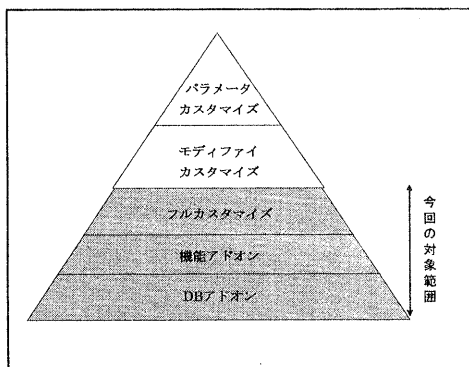 パラメータ
カスタマイズ
モディファイ
カスタマイズ
フルカスタマイズ
機能アドオン
DBアドオン
今回の対象範囲